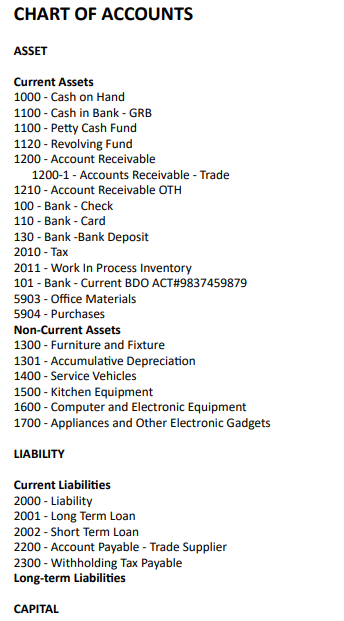 CHART OF ACCOUNTS
ASSET
Current Assets
1000 - Cash on Hand
1100 - Cash in Bank - GRB
1100 - Petty Cash Fund
1120 - Revolving Fund
1200 - Account Receivable
1200-1 - Accounts Receivable - Trade
1210 - Account Receivable OTH
100 - Bank - Check
110 - Bank - Card
130 - Bank -Bank Deposit
2010 - Tax
2011 - Work In Process Inventory
101 - Bank - Current BDO ACT#9837459879
5903 - Office Materials
5904 - Purchases
Non-Current Assets
1300 - Furniture and Fixture
1301 - Accumulative Depreciation
1400 - Service Vehicles
1500 - Kitchen Equipment
1600 - Computer and Electronic Equipment
1700 - Appliances and Other Electronic Gadgets
LIABILITY
Current Liabilities
2000 - Liability
2001 - Long Term Loan
2002 - Short Term Loan
2200 - Account Payable - Trade Supplier
2300 - Withholding Tax Payable
Long-term Liabilities
CAPITAL